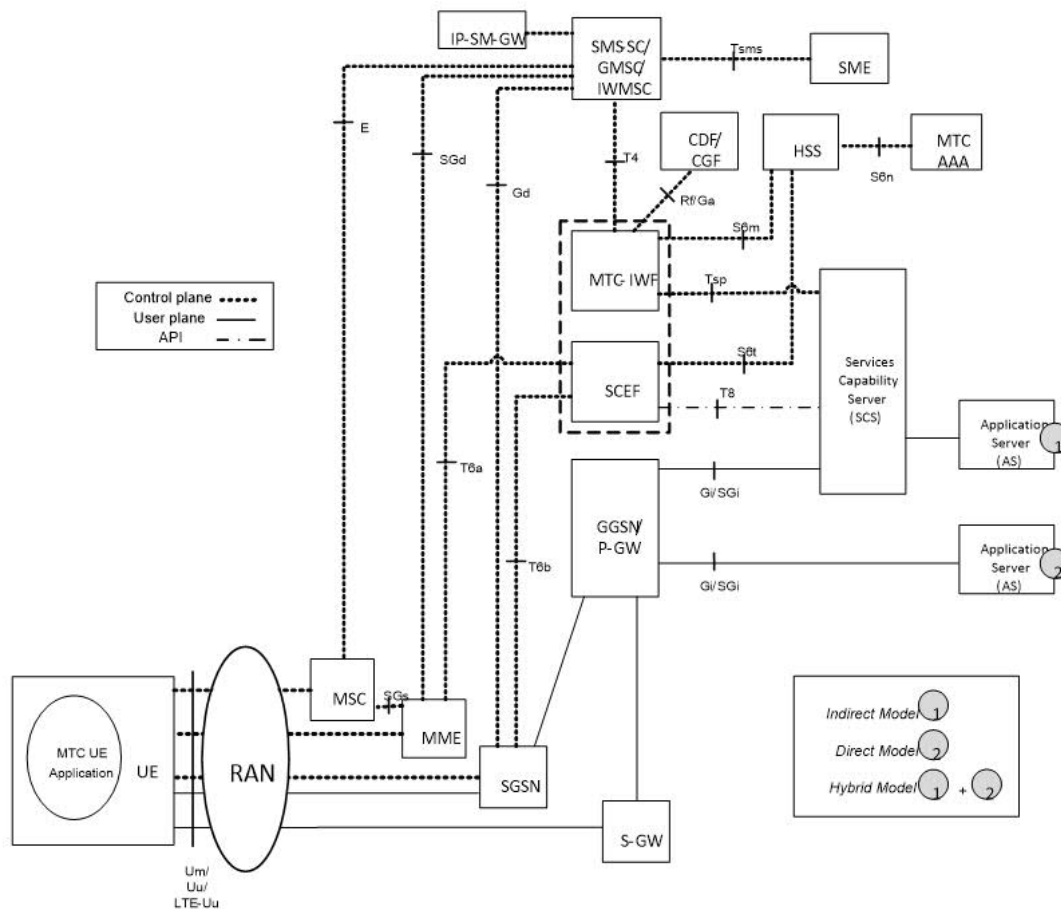 IP-SM-GW
SMS-SC/
GMSC/
IWMSC
Tsms
SME
E
SGd
Gd
T4
CDF/
CGF
Rf/Ga
HSS
S6n
MTC
AAA
S6m
MTC-IWF
Tsp
Control plane
User plane
API
SCEF
S6t
T8
Services
Capability
Server
(SCS)
Application
Server
(AS)
1
T6a
Gi/SGi
GGSN/
P-GW
T6b
Gi/SGi
Application
Server
(AS)
2
MSC
SGs
MME
SGSN
S-GW
MTC UE
Application
UE
RAN
Um/
Uu/
LTE-Uu
Indirect Model 1
Direct Model 2
Hybrid Model 1 + 2